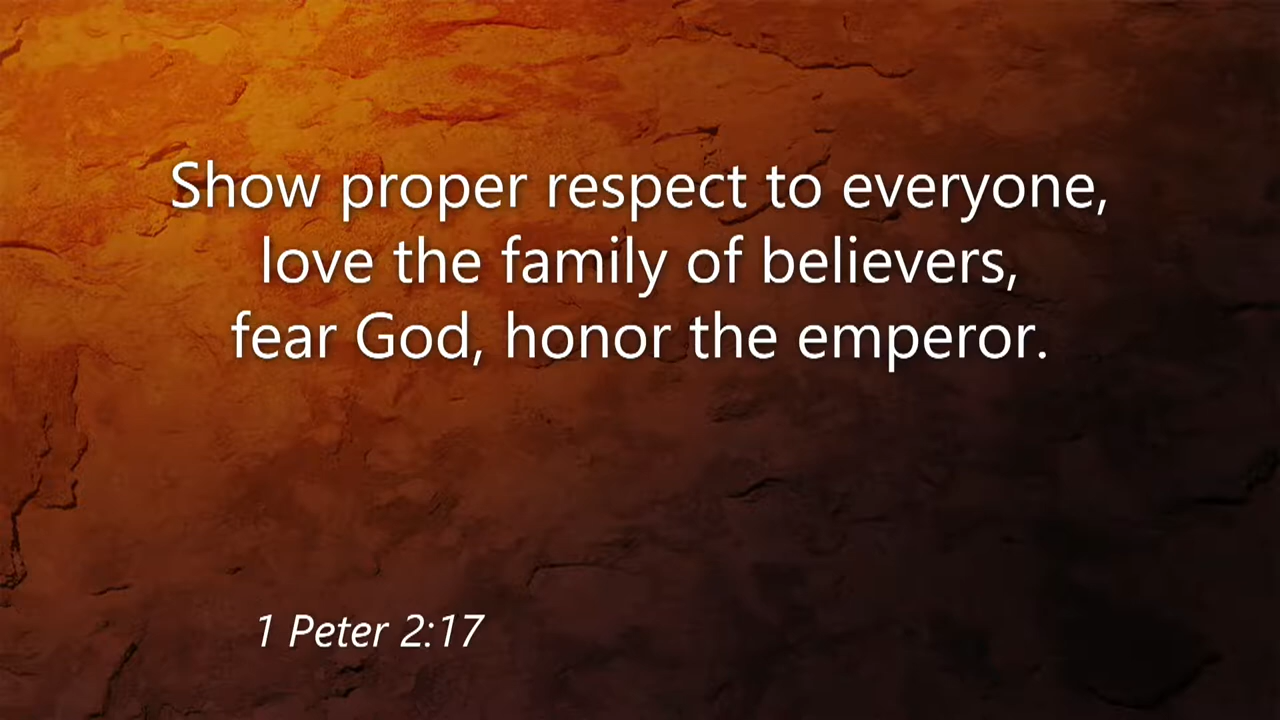 Show proper respect to everyone,
love the family of believers,
fear God, honor the emperor.
1 Peter 2:17